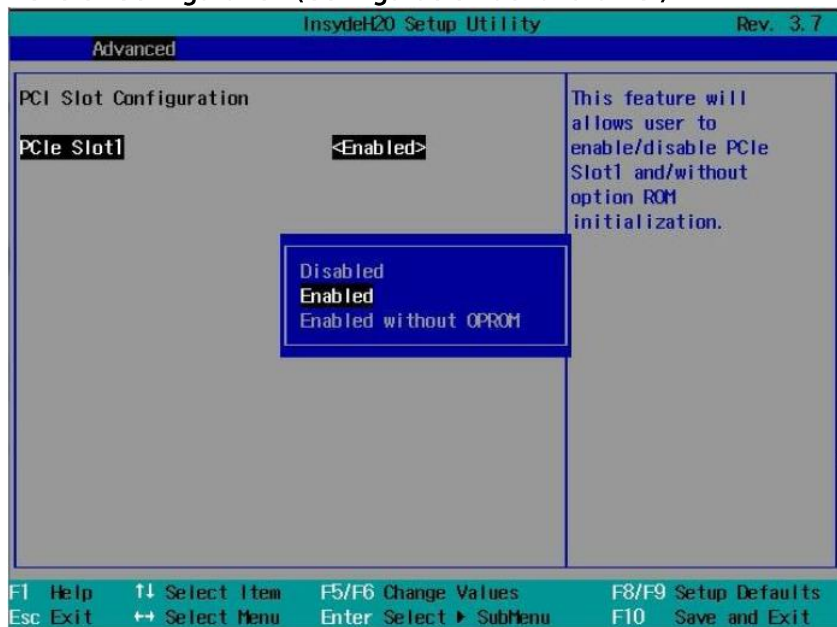 InsydeH2O Setup Utility Rev. 3.7
Advanced
PCI Slot Configuration
PCIe Slot1 <Enabled>
This feature will
allows user to
enable/disable PCIe
Slot1 and/without
option ROM
initialization.
Disabled
Enabled
Enabled without OPROM
F1 Help ↑↓ Select Item F5/F6 Change Values F8/F9 Setup Defaults
Esc Exit ↔ Select Menu Enter Select ▶ SubMenu F10 Save and Exit